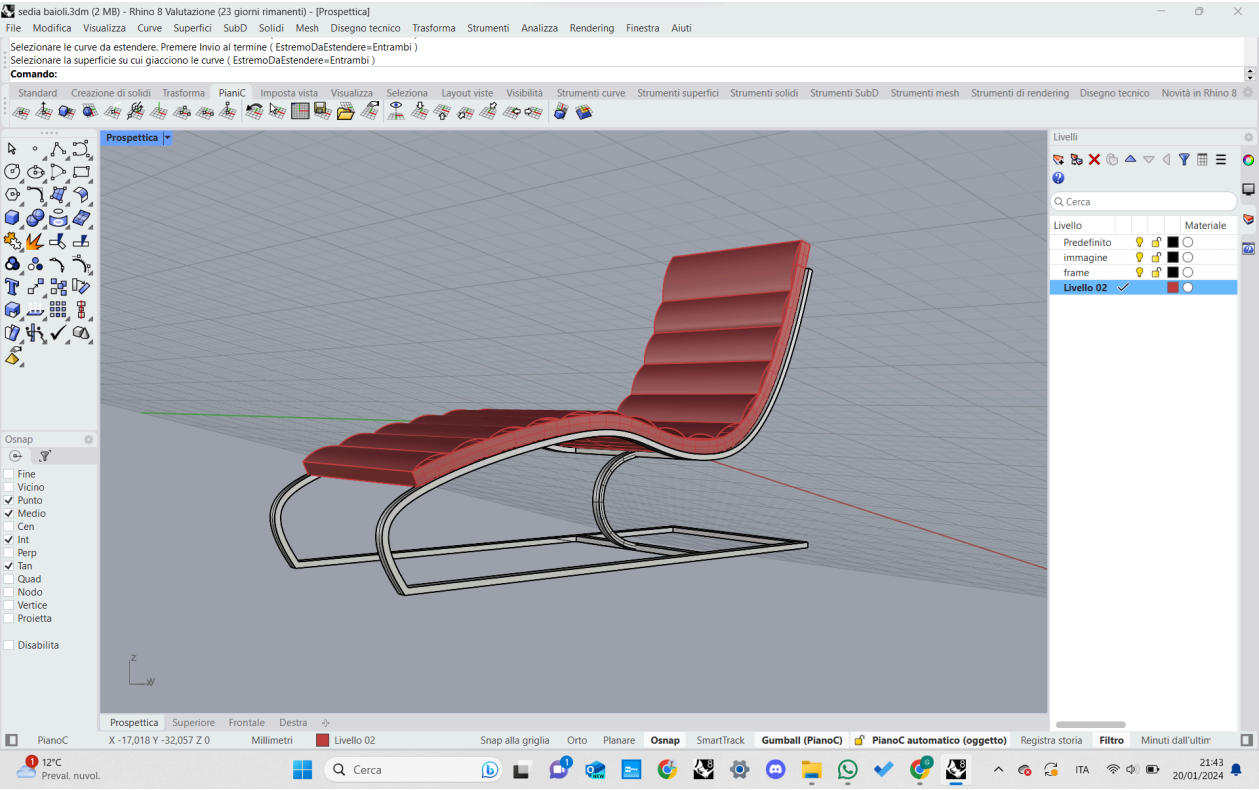 sedia baioli.3dm (2 MB) - Rhino 8 Valutazione (23 giorni rimanenti) - [Prospettica]
File Modifica Visualizza Curve Superfici SubD Solidi Mesh Disegno tecnico Trasforma Strumenti Analizza Rendering Finestra Aiuti
Selezionare le curva da estendere. Premere Invio al termine ( EstremoDaEstendere=Entrambi )
Selezionare la superficie su cui giacciono le curve ( EstremoDaEstendere=Entrambi )
Comando:
Standard Creazione di solidi Trasforma PianiC Imposta vista Visualizza Seleziona Layout viste Visibilità Strumenti curve Strumenti superfici Strumenti solidi Strumenti SubD Strumenti mesh Strumenti di rendering Disegno tecnico Novità in Rhino 8
Prospettica
Livelli
Cerca
Livello Materiale
Predefinito
immagine
frame
Livello 02
Osnap
Fine
Vicino
Punto
Medio
Cen
Int
Perp
Tan
Quad
Nodo
Vertice
Proietta
Disabilita
z
Prospettica Superiore Frontale Destra
PianoC X -17,018 Y -32,057 Z 0 Millimetri Livello 02 Snap alla griglia Orto Planare Osnap SmartTrack Gumball (PianoC) PianoC automatico (oggetto) Registra storia Filtro Minuti dall'ultim
1 12°C
Preval. nuvol.
Cerca
ITA
21:43
20/01/2024